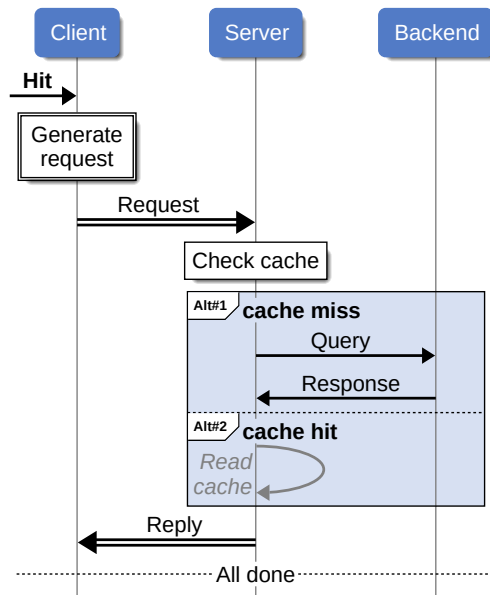 Client
Server
Backend
Hit
Generate
request
Request
Check cache
Alt#1
cache miss
Query
Response
Alt#2
cache hit
Read
cache
Reply
All done